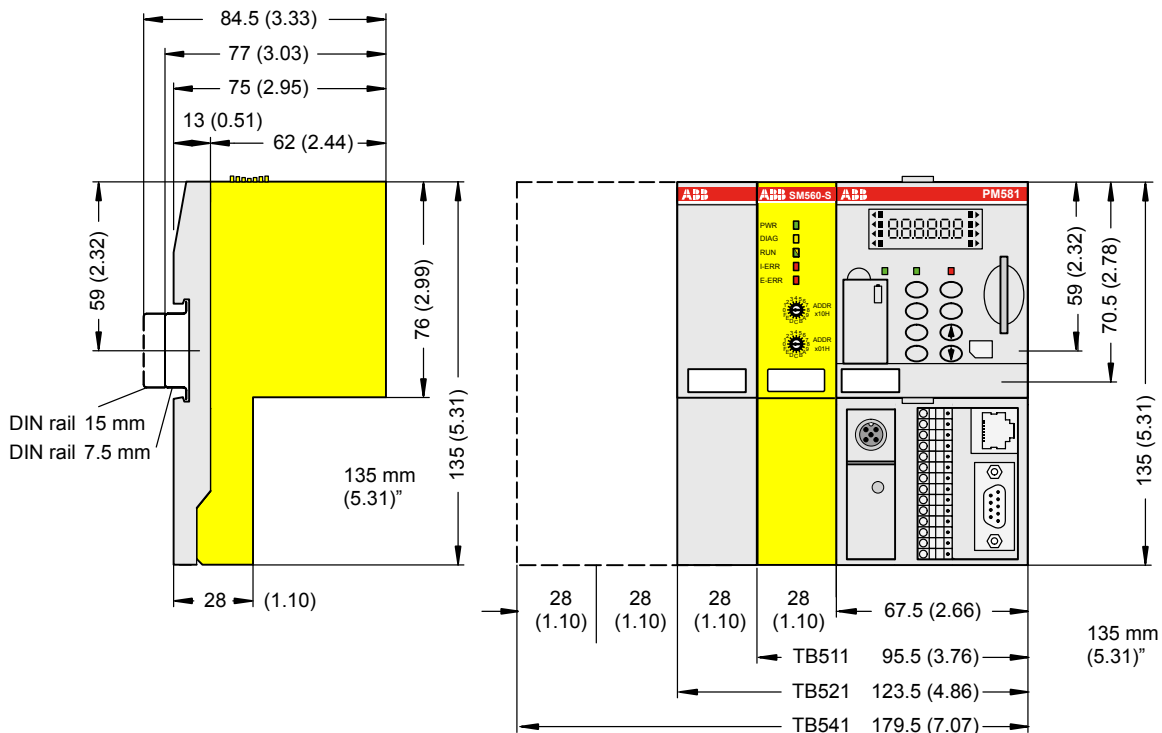 84.5 (3.33)
77 (3.03)
75 (2.95)
13 (0.51)
62 (2.44)
59 (2.32)
76 (2.99)
135 (5.31)
DIN rail 15 mm
DIN rail 7.5 mm
135 mm
(5.31)”
28 (1.10)
ABB
ABB SM560-S
ABB PM581
PWR
DIAG
RUN
I-ERR
E-ERR
ADDR
x10H
ADDR
x01H
59 (2.32)
70.5 (2.78)
135 (5.31)
28
(1.10)
28
(1.10)
28
(1.10)
28
(1.10)
67.5 (2.66)
135 mm
(5.31)”
TB511 95.5 (3.76)
TB521 123.5 (4.86)
TB541 179.5 (7.07)